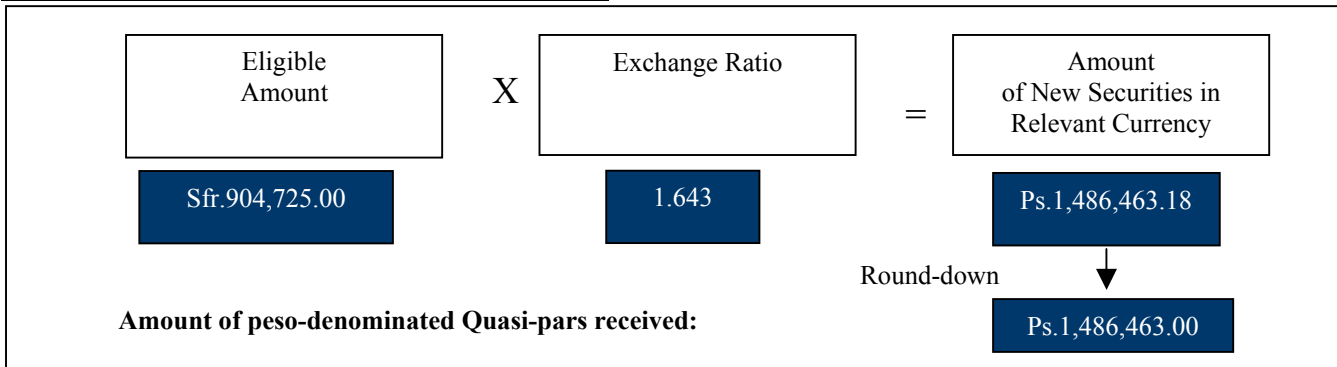 Eligible
Amount
X
Exchange Ratio
=
Amount
of New Securities in
Relevant Currency
Sfr.904,725.00
1.643
Ps.1,486,463.18
Round-down
Amount of peso-denominated Quasi-pars received:
Ps.1,486,463.00